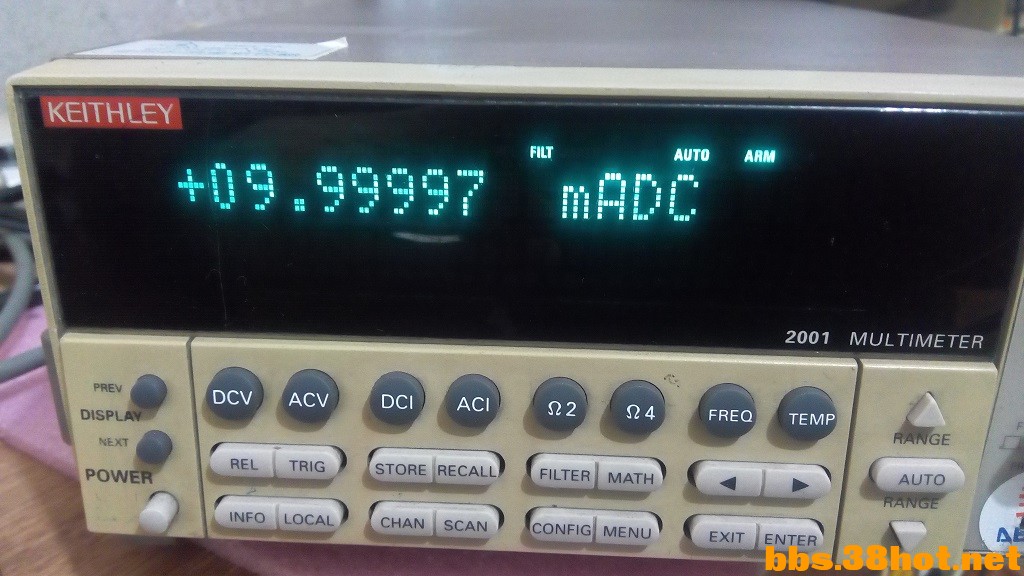 KEITHLEY
FILT AUTO ARM
+09.99997 mADC
2001 MULTIMETER
PREV
DISPLAY
NEXT
POWER
DCV ACV DCI ACI Ω2 Ω4 FREQ TEMP
REL TRIG STORE RECALL FILTER MATH ◀ ▶
INFO LOCAL CHAN SCAN CONFIG MENU EXIT ENTER
RANGE
AUTO
RANGE
bbs.38hot.net